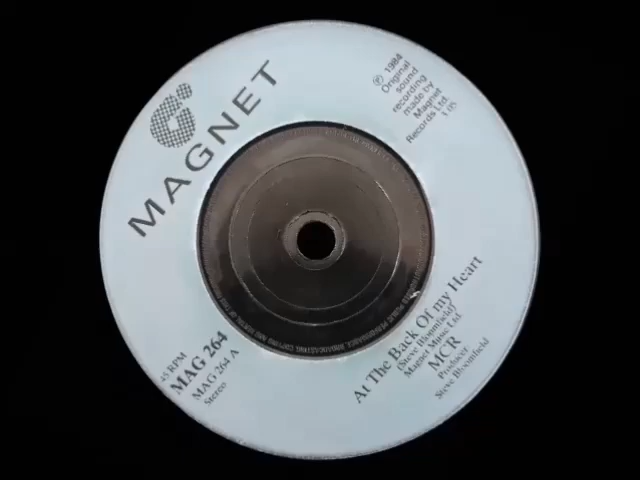 MAGNET
℗ 1984
Original
sound
recording
made by
Magnet
Records Ltd.
45 RPM
MAG 264
MAG 264 A
Stereo
At The Back Of my Heart
(Steve Bloomfield)
Magnet Music Ltd
MCR
Producer
Steve Bloomfield